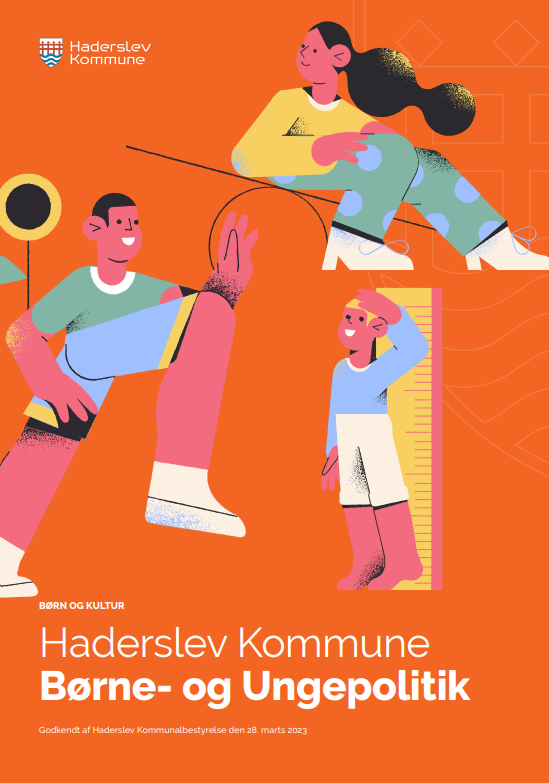 Haderslev
Kommune
BØRN OG KULTUR
Haderslev Kommune
Børne- og Ungepolitik
Godkendt af Haderslev Kommunalbestyrelse den 28. marts 2023